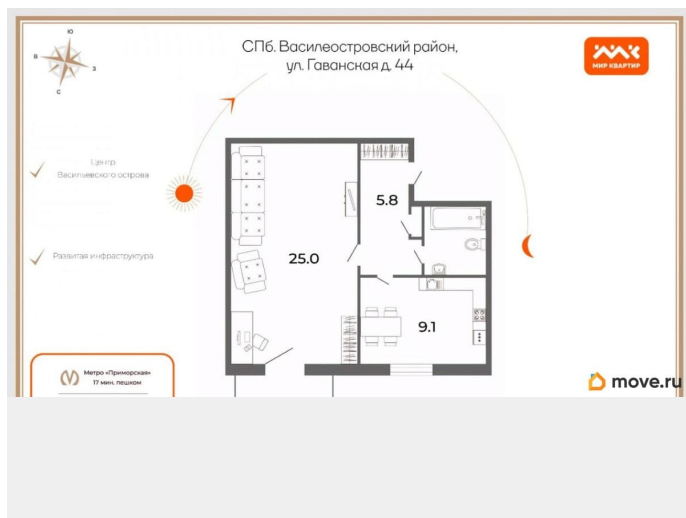 СПб. Василеостровский район,
ул. Гаванская д. 44
МИР КВАРТИР
Ю
В
З
С
Центр
Васильевского острова
Развитая инфраструктура
5.8
25.0
9.1
Метро «Приморская»
17 мин. пешком
move.ru